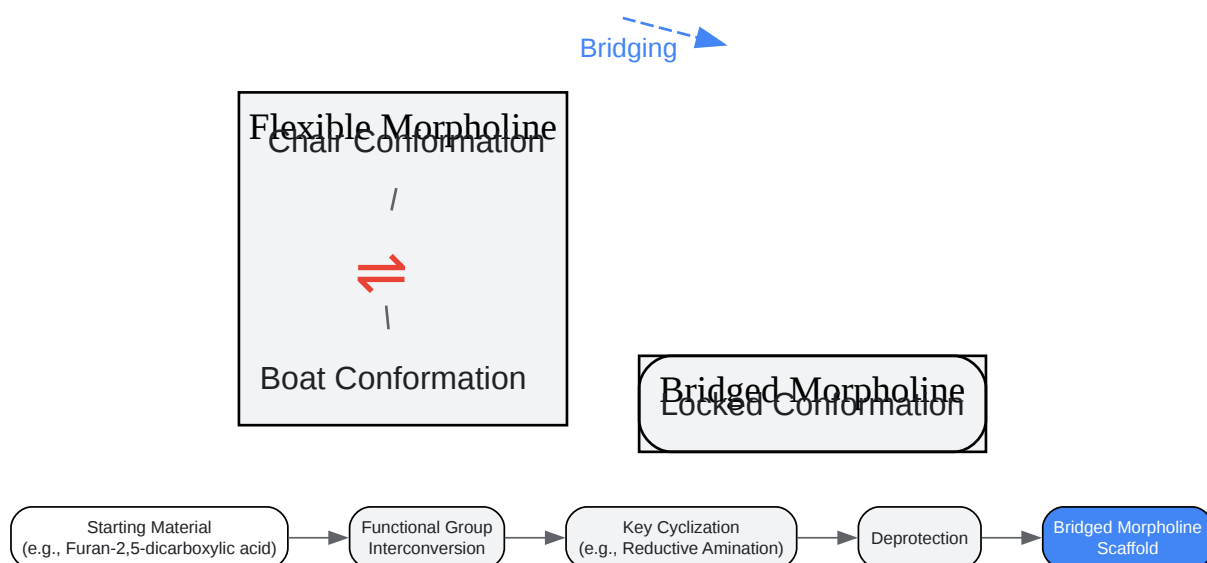 Bridging
Flexible Morpholine
Chair Conformation
⇌
Boat Conformation
Bridged Morpholine
Locked Conformation
Starting Material
(e.g., Furan-2,5-dicarboxylic acid)
Functional Group
Interconversion
Key Cyclization
(e.g., Reductive Amination)
Deprotection
Bridged Morpholine
Scaffold